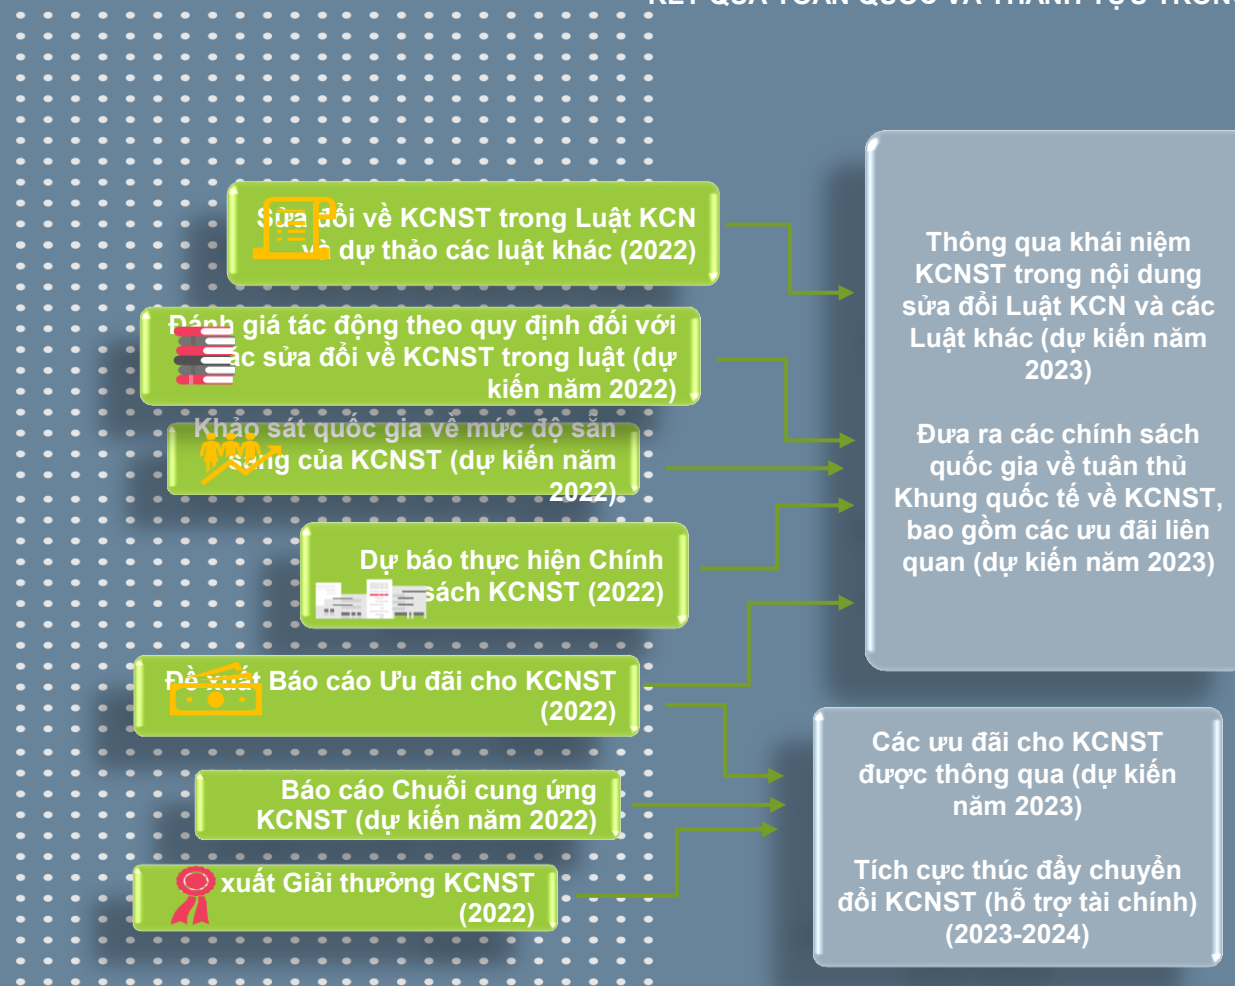 Sửa đổi về KCNST trong Luật KCN
và dự thảo các luật khác (2022)
Đánh giá tác động theo quy định đối với
các sửa đổi về KCNST trong luật (dự
kiến năm 2022)
Khảo sát quốc gia về mức độ sẵn
sàng của KCNST (dự kiến năm
2022)
Dự báo thực hiện Chính
sách KCNST (2022)
Đề xuất Báo cáo Ưu đãi cho KCNST
(2022)
Báo cáo Chuỗi cung ứng
KCNST (dự kiến năm 2022)
xuất Giải thưởng KCNST
(2022)
Thông qua khái niệm
KCNST trong nội dung
sửa đổi Luật KCN và các
Luật khác (dự kiến năm
2023)
Đưa ra các chính sách
quốc gia về tuân thủ
Khung quốc tế về KCNST,
bao gồm các ưu đãi liên
quan (dự kiến năm 2023)
Các ưu đãi cho KCNST
được thông qua (dự kiến
năm 2023)
Tích cực thúc đẩy chuyển
đổi KCNST (hỗ trợ tài chính)
(2023-2024)